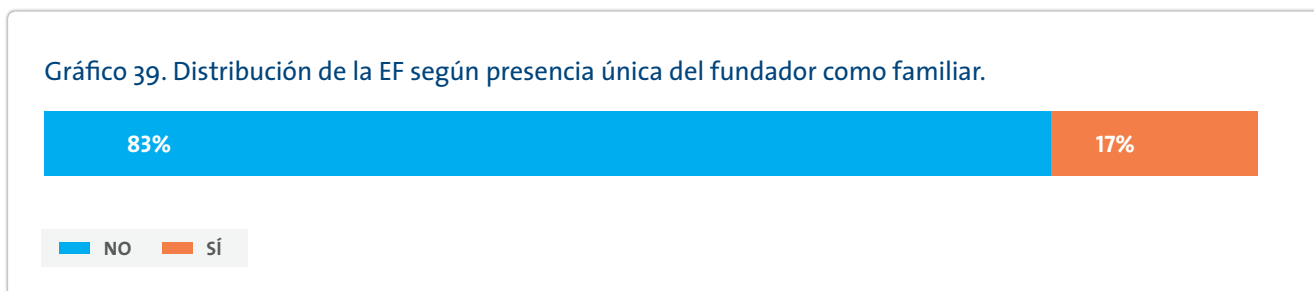 Gráfico 39. Distribución de la EF según presencia única del fundador como familiar.
83% 17%
NO SÍ